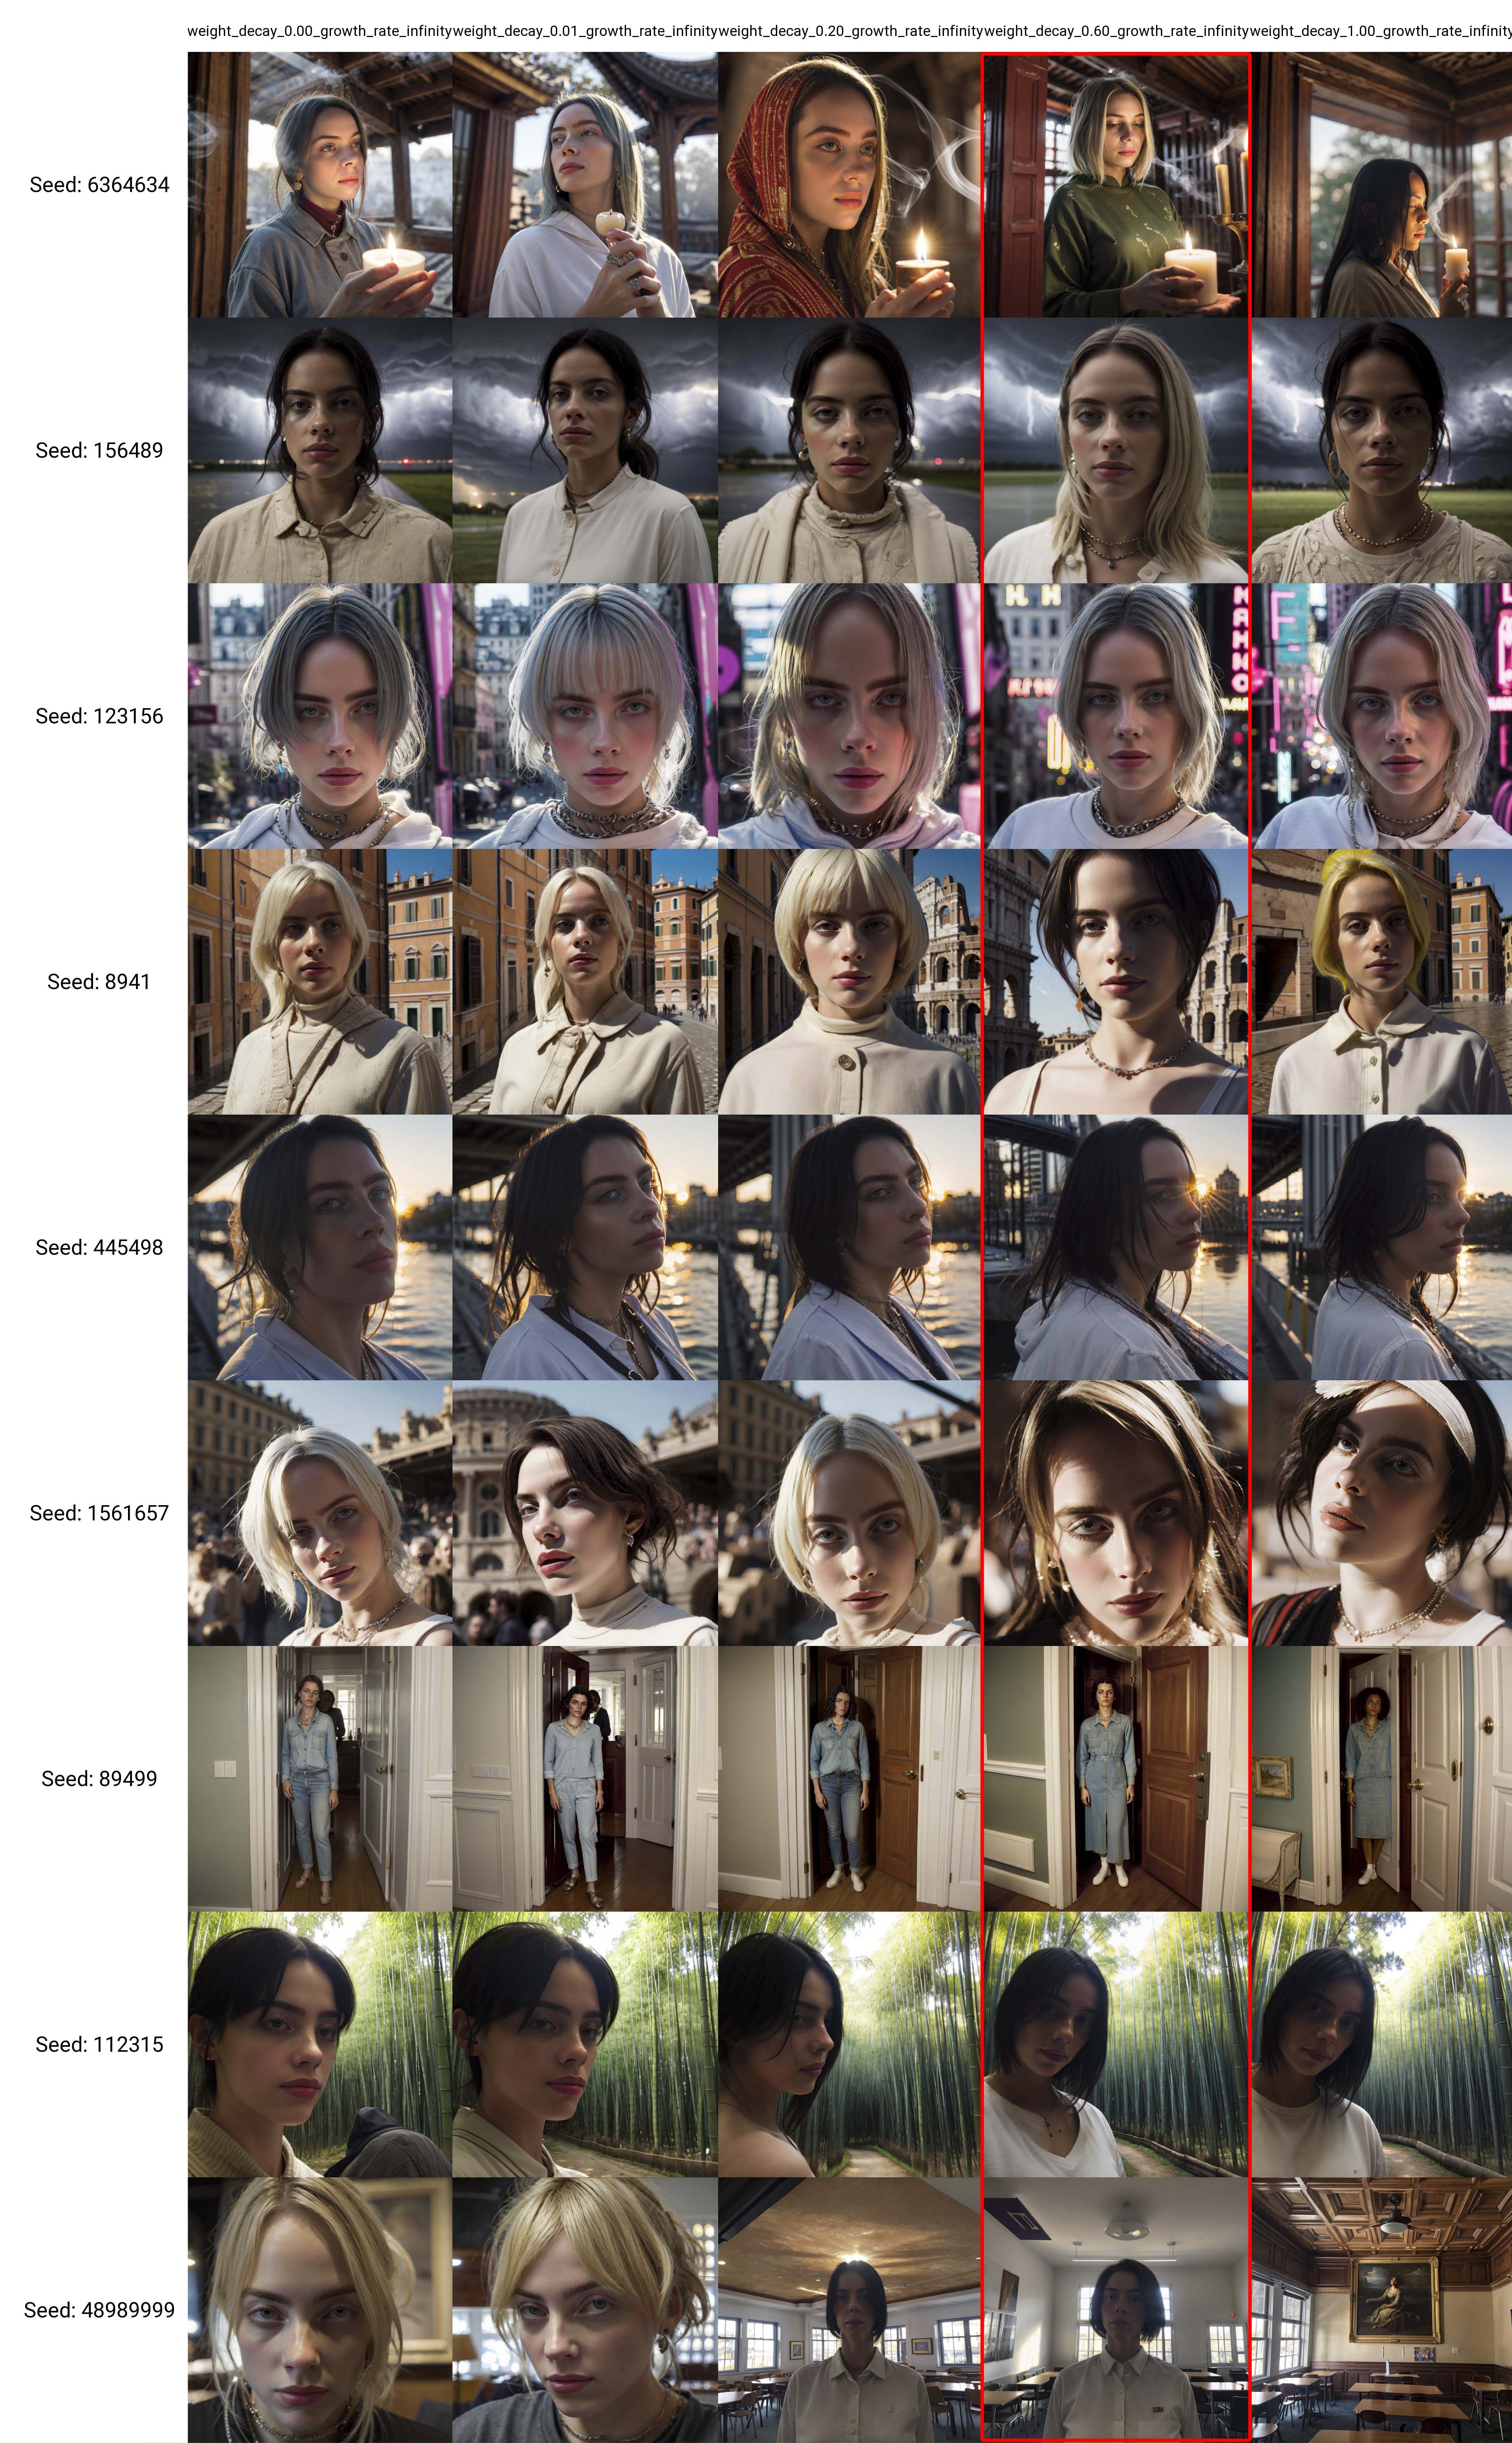 weight_decay_0.00_growth_rate_infinityweight_decay_0.01_growth_rate_infinityweight_decay_0.20_growth_rate_infinityweight_decay_0.60_growth_rate_infinityweight_decay_1.00_growth_rate_infinity
Seed: 6364634
Seed: 156489
Seed: 123156
H. H
Seed: 8941
Seed: 445498
Seed: 1561657
Seed: 89499
Seed: 112315
Seed: 48989999